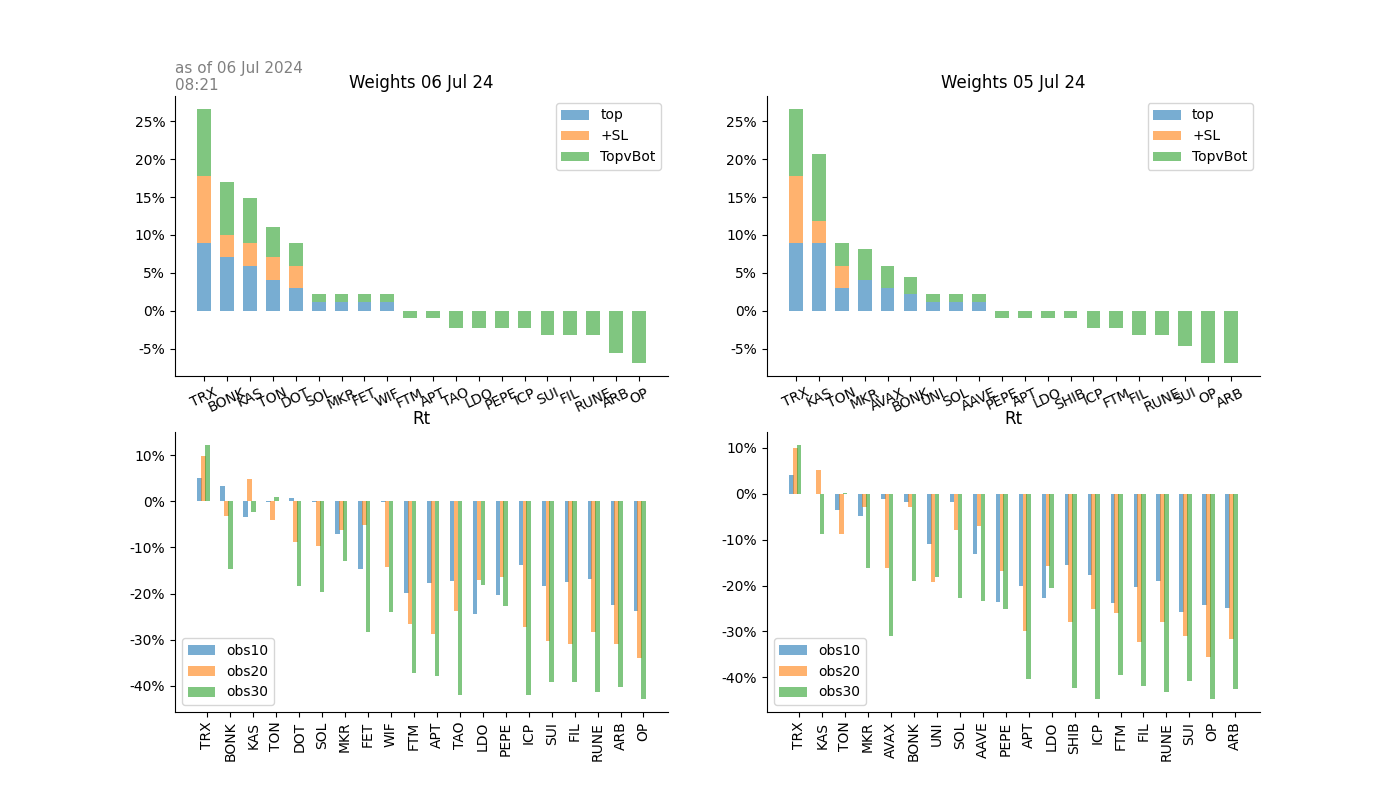 as of 06 Jul 2024
08:21
Weights 06 Jul 24
25%
20%
15%
10%
5%
0%
-5%
top
+SL
TopvBot
TRX BONK KAS TON DOT SOL MKR FET WIF FTM APT TAO LDO PEPE ICP SUI FIL RUNE ARB OP
Weights 05 Jul 24
25%
20%
15%
10%
5%
0%
-5%
top
+SL
TopvBot
TRX KAS TON MKR AVAX BONK UNI SOL AAVE PEPE APT LDO SHIB ICP FTM FIL RUNE SUI OP ARB
Rt
10%
0%
-10%
-20%
-30%
-40%
obs10
obs20
obs30
TRX BONK KAS TON DOT SOL MKR FET WIF FTM APT TAO LDO PEPE ICP SUI FIL RUNE ARB OP
Rt
10%
0%
-10%
-20%
-30%
-40%
obs10
obs20
obs30
TRX KAS TON MKR AVAX BONK UNI SOL AAVE PEPE APT LDO SHIB ICP FTM FIL RUNE SUI OP ARB